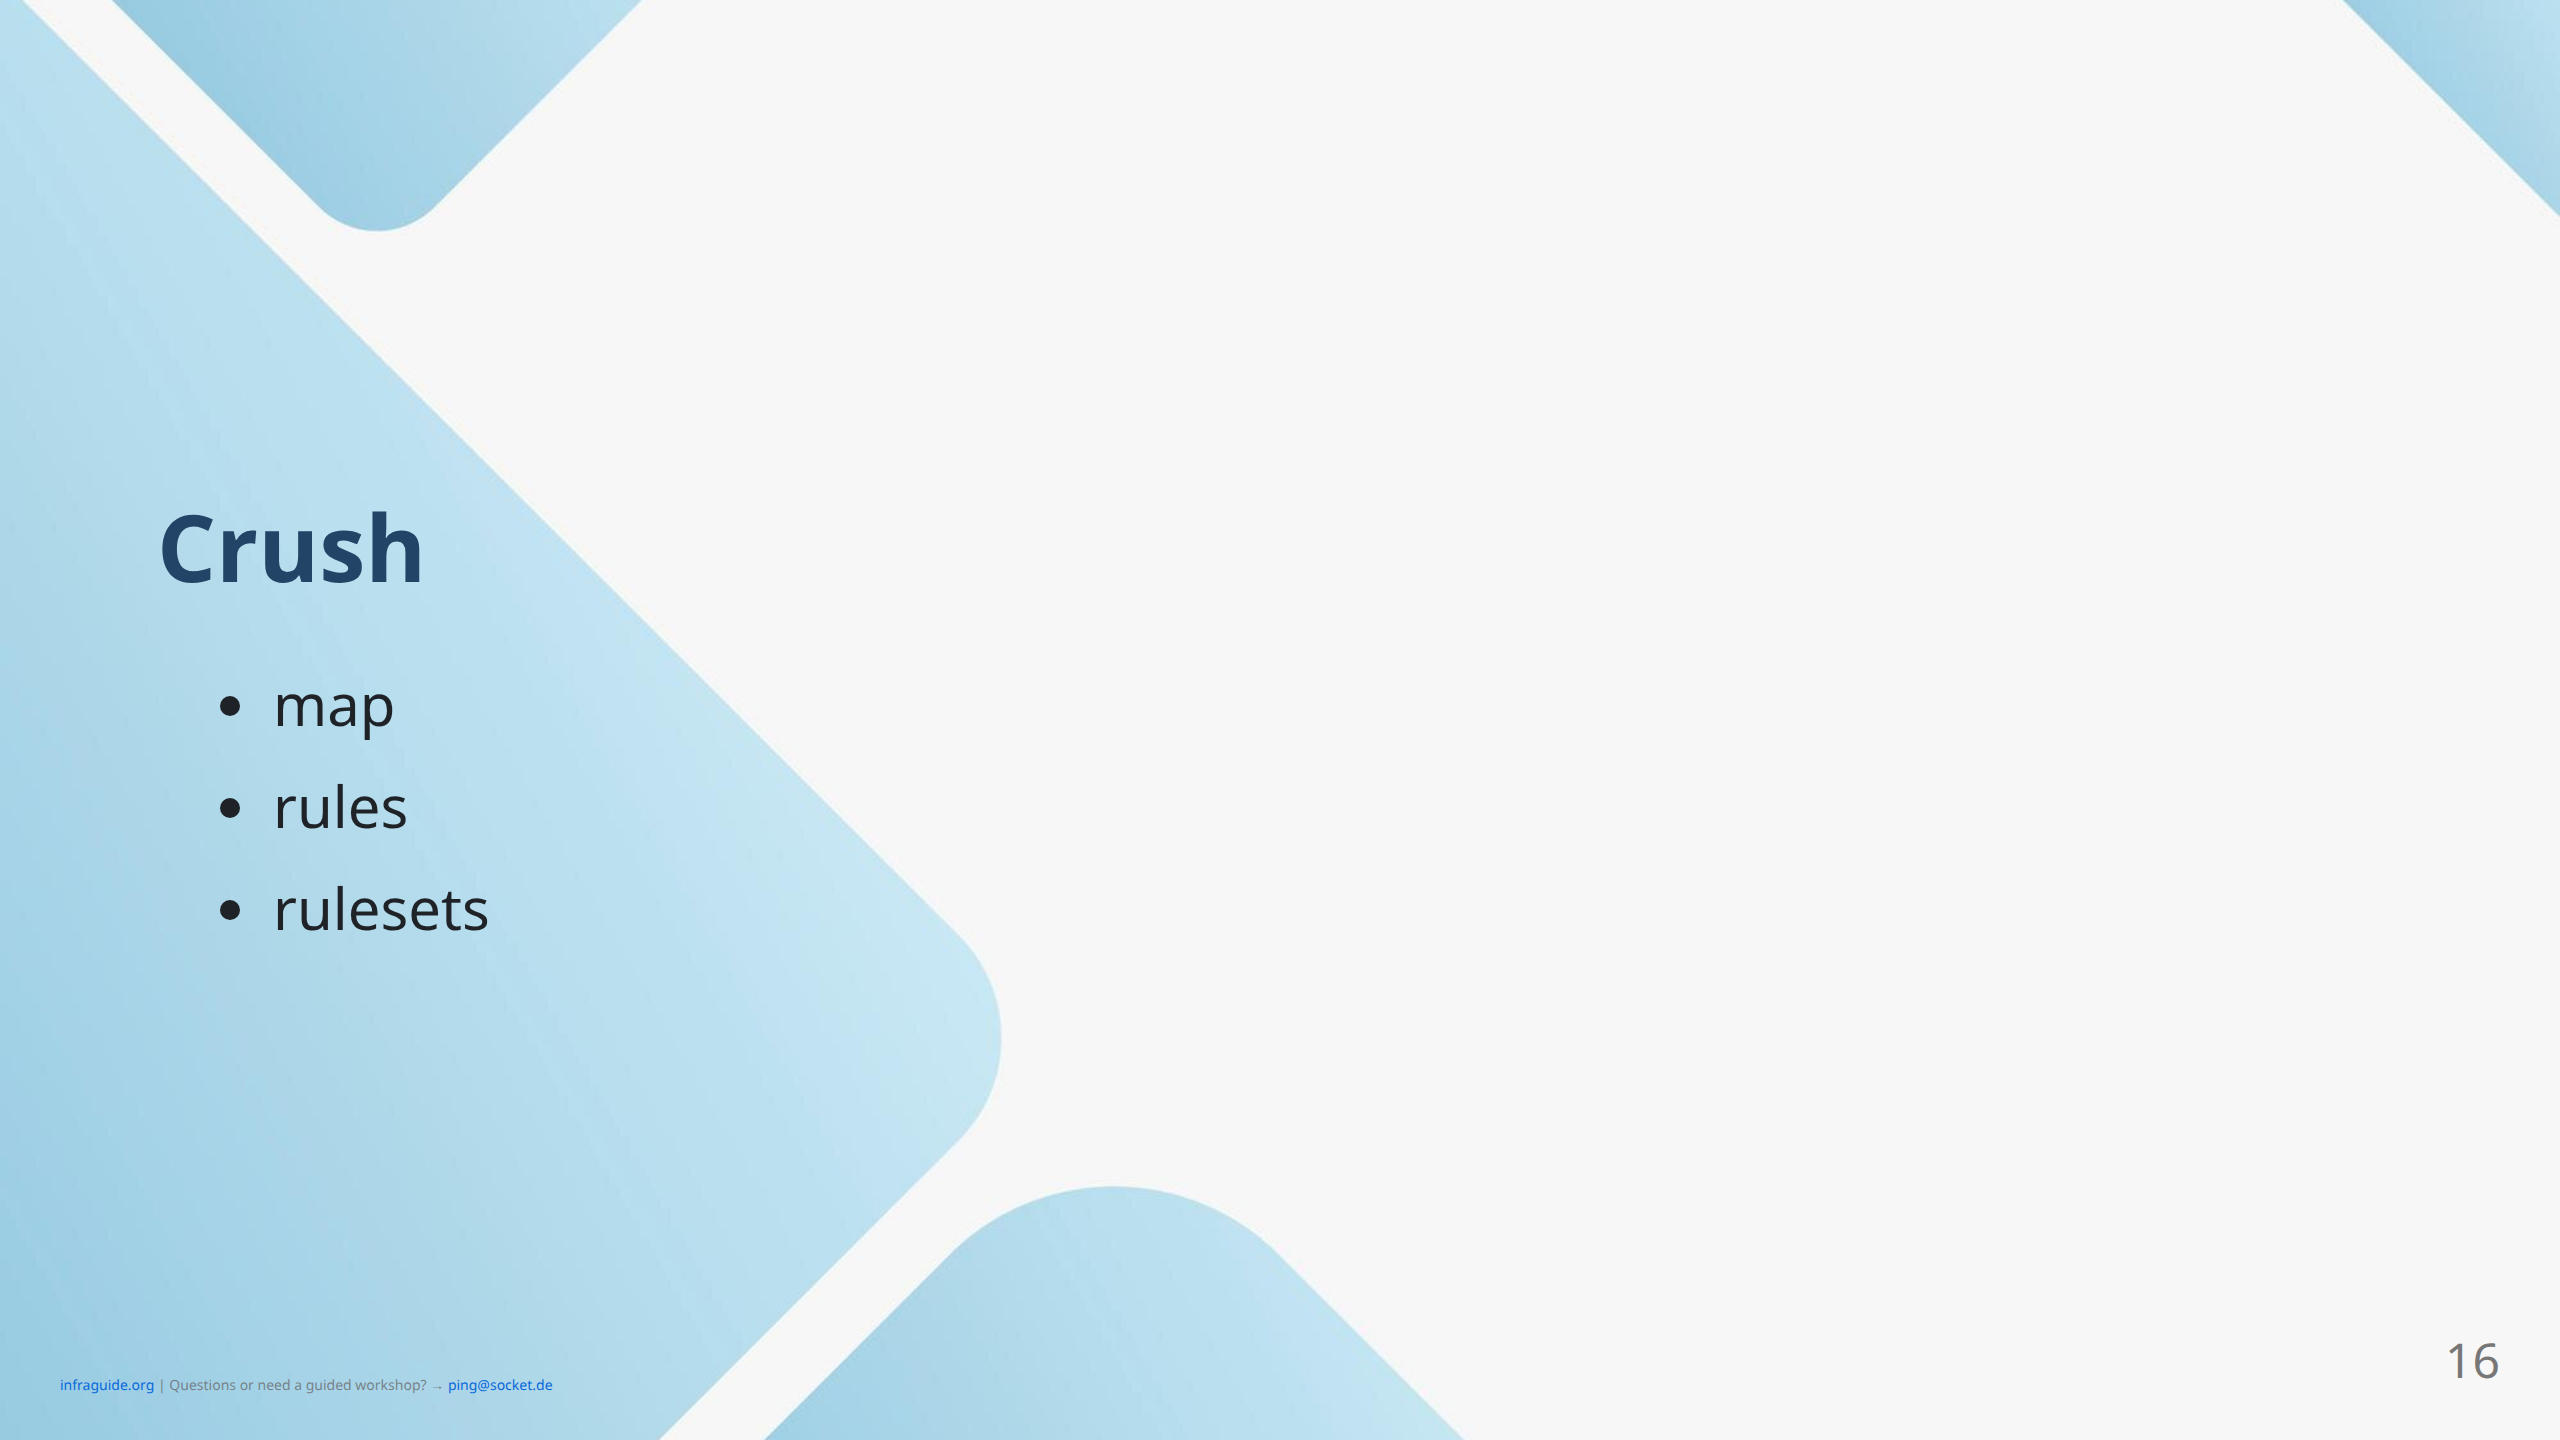 Crush
• map
• rules
• rulesets
infraguide.org | Questions or need a guided workshop? → ping@socket.de
16